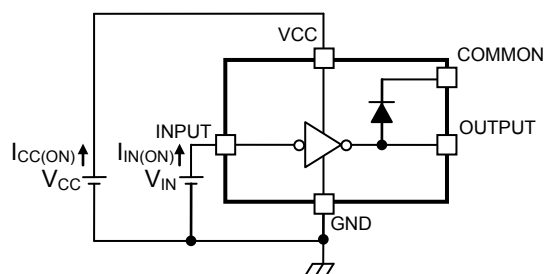 VCC
COMMON
INPUT
OUTPUT
ICC(ON)
IIN(ON)
VCC
VIN
GND